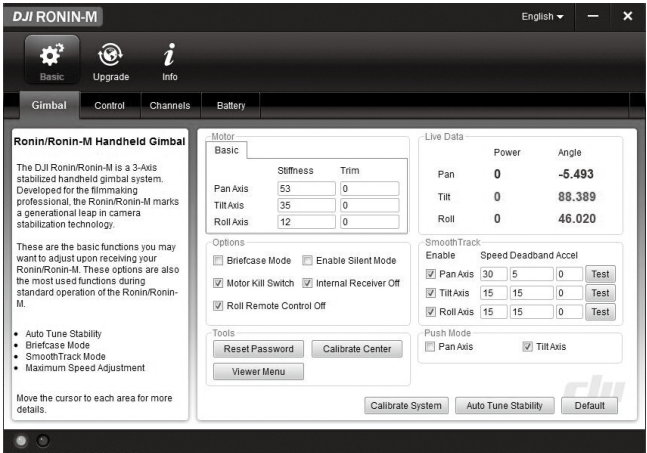 DJI RONIN-M
English
Basic
Upgrade
Info
Gimbal
Control
Channels
Battery
Ronin/Ronin-M Handheld Gimbal
The DJI Ronin/Ronin-M is a 3-Axis
stabilized handheld gimbal system.
Developed for the filmmaking
professional, the Ronin/Ronin-M marks
a generational leap in camera
stabilization technology.
These are the basic functions you may
want to adjust upon receiving your
Ronin/Ronin-M. These options are also
the most used functions during
standard operation of the Ronin/Ronin-
M.
• Auto Tune Stability
• Briefcase Mode
• SmoothTrack Mode
• Maximum Speed Adjustment
Move the cursor to each area for more
details.
Motor
Basic
Stiffness Trim
Pan Axis 53 0
Tilt Axis 35 0
Roll Axis 12 0
Options
Briefcase Mode Enable Silent Mode
Motor Kill Switch Internal Receiver Off
Roll Remote Control Off
Tools
Reset Password Calibrate Center
Viewer Menu
Live Data
Power Angle
Pan 0 -5.493
Tilt 0 88.389
Roll 0 46.020
SmoothTrack
Enable Speed Deadband Accel
Pan Axis 30 5 0 Test
Tilt Axis 15 15 0 Test
Roll Axis 15 15 0 Test
Push Mode
Pan Axis Tilt Axis
dji
Calibrate System Auto Tune Stability Default